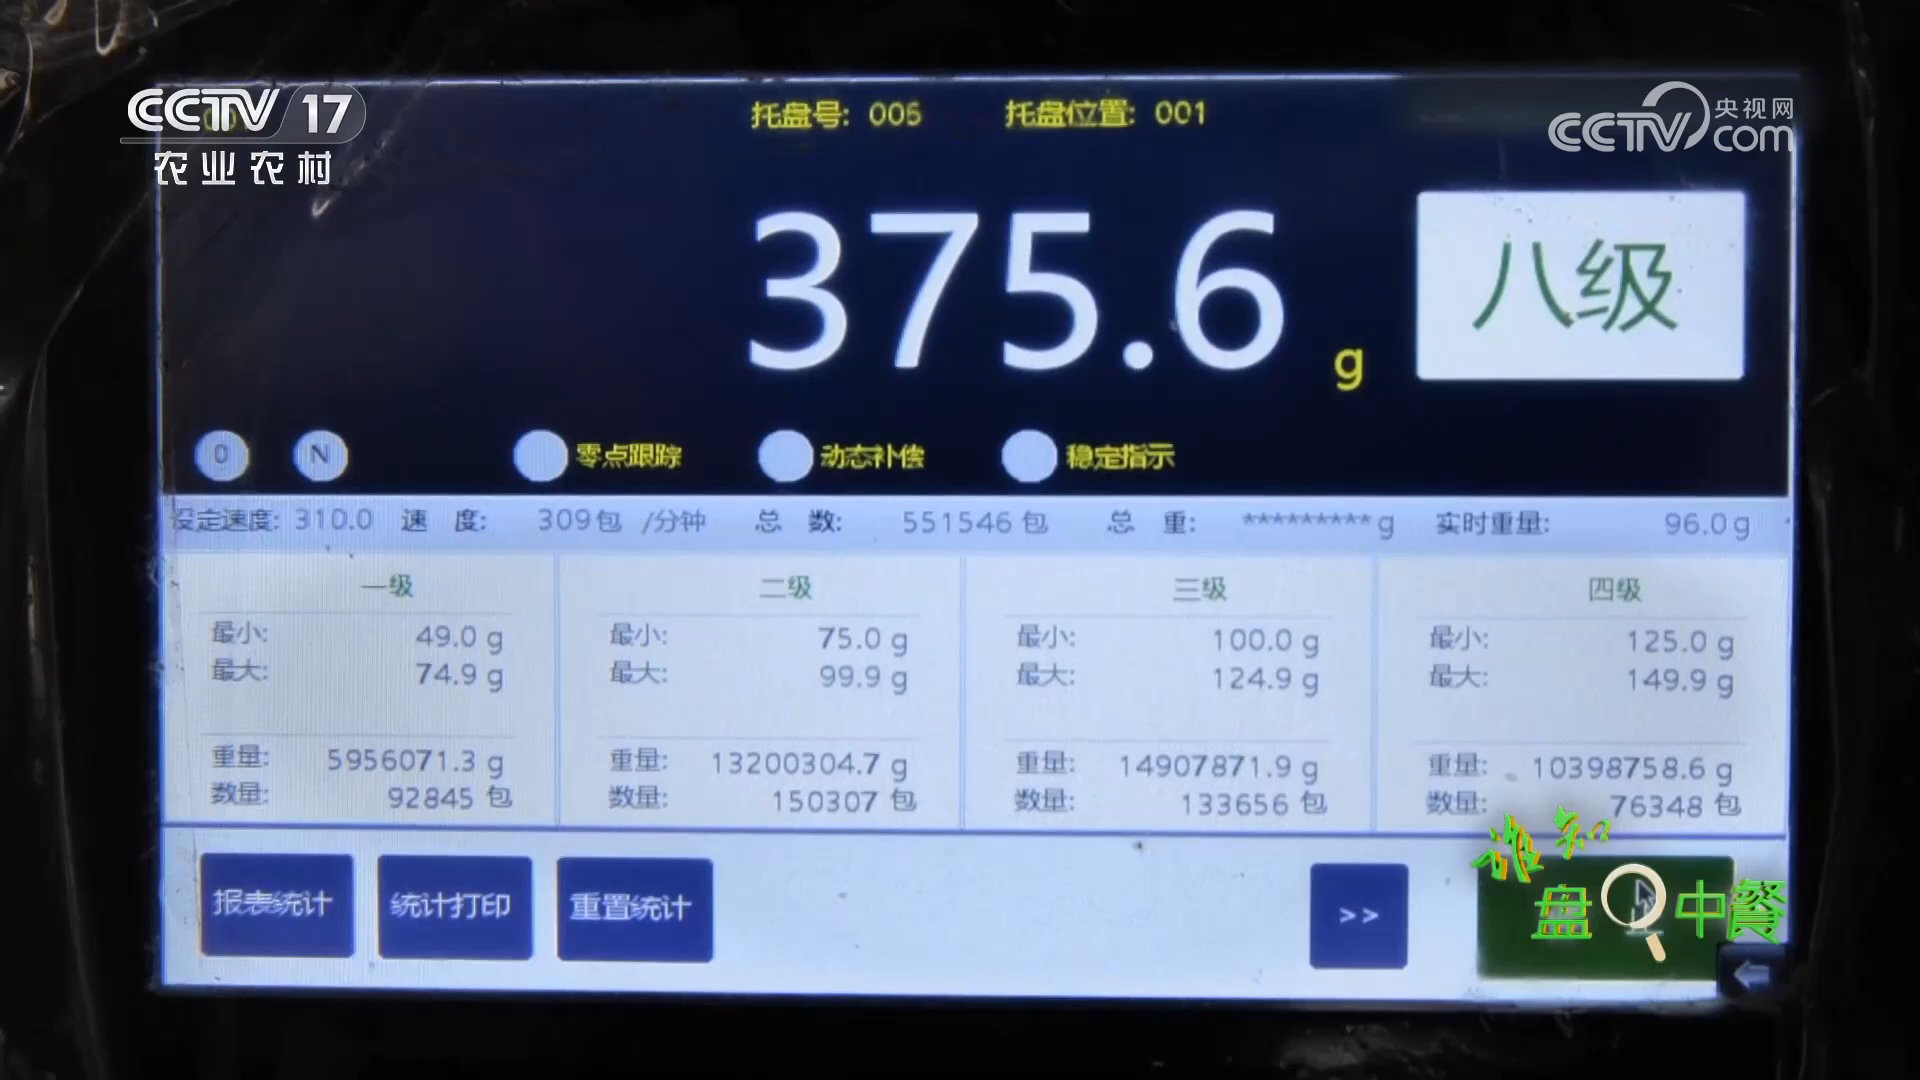 CCTV 17
农业农村
央视网
CCTV com
托盘号: 005 托盘位置: 001
375.6 g
八级
0 N 零点跟踪 动态补偿 稳定指示
设定速度: 310.0 速 度: 309包 /分钟 总 数: 551546 包 总 重: *********g 实时重量: 96.0 g
一级 二级 三级 四级
最小: 49.0 g 最小: 75.0 g 最小: 100.0 g 最小: 125.0 g
最大: 74.9 g 最大: 99.9 g 最大: 124.9 g 最大: 149.9 g
重量: 5956071.3 g 重量: 13200304.7 g 重量: 14907871.9 g 重量: 10398758.6 g
数量: 92845 包 数量: 150307 包 数量: 133656 包 数量: 76348 包
报表统计 统计打印 重置统计 >>
谁知
盘中餐